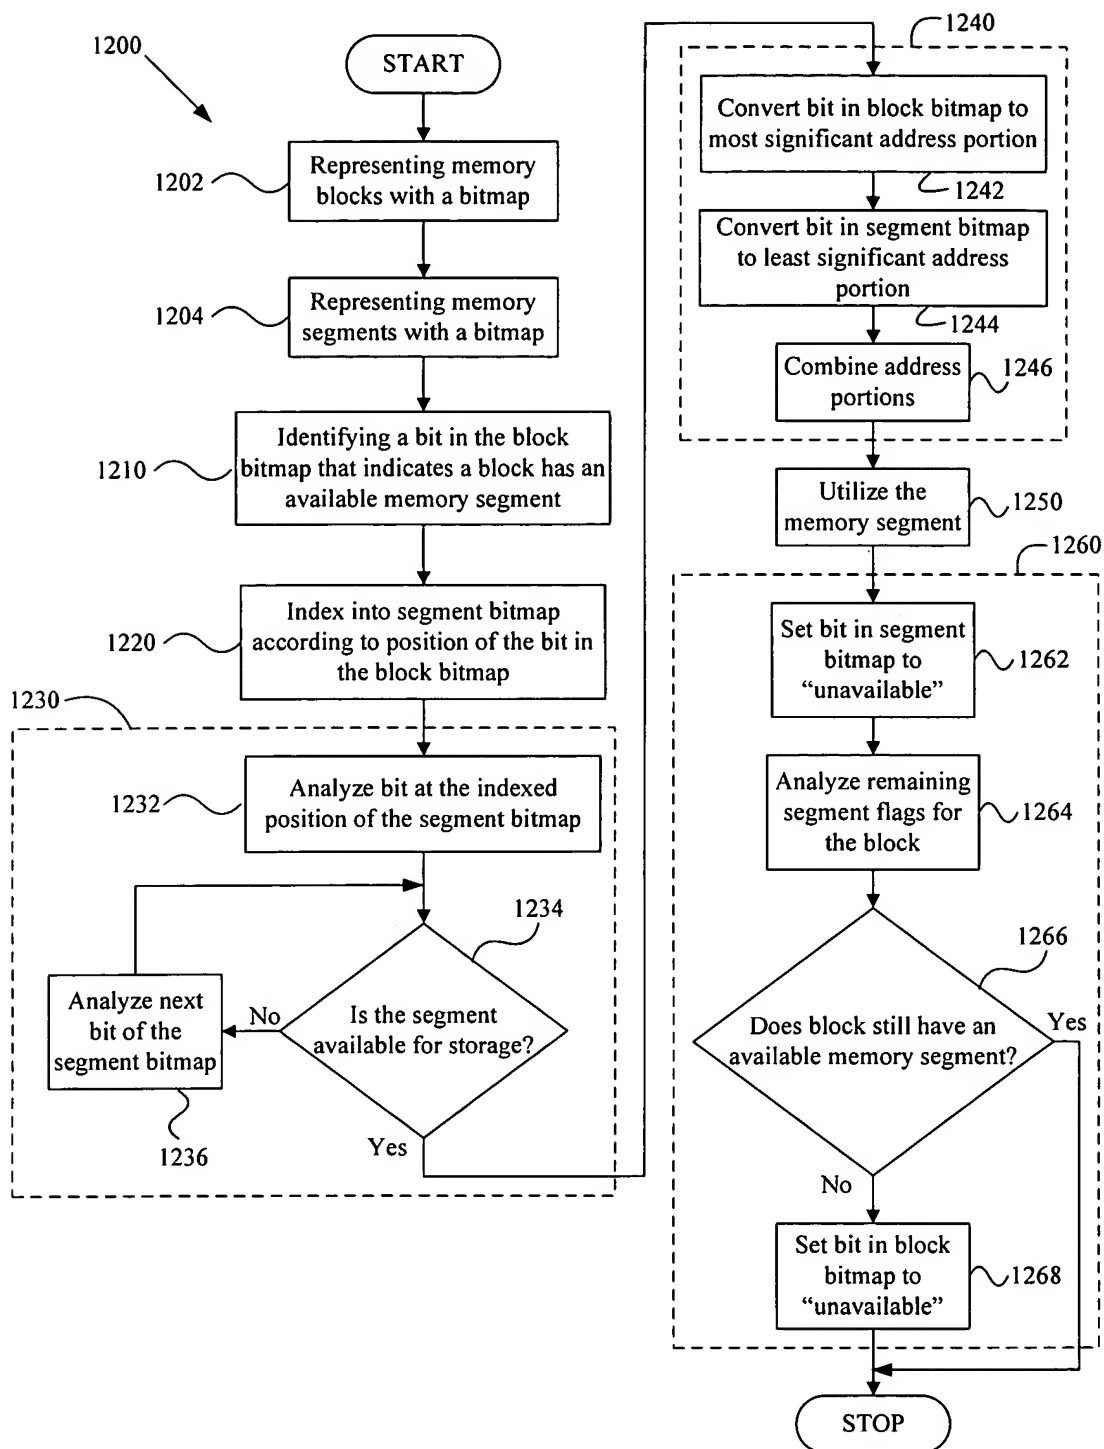 1200
START
1202
Representing memory
blocks with a bitmap
1204
Representing memory
segments with a bitmap
1210
Identifying a bit in the block
bitmap that indicates a block has an
available memory segment
1220
Index into segment bitmap
according to position of the bit in
the block bitmap
1230
1232
Analyze bit at the indexed
position of the segment bitmap
1234
Is the segment
available for storage?
No
Analyze next
bit of the
segment bitmap
1236
Yes
1240
Convert bit in block bitmap to
most significant address portion
1242
Convert bit in segment bitmap
to least significant address
portion
1244
Combine address
portions
1246
Utilize the
memory segment
1250
1260
Set bit in segment
bitmap to
“unavailable”
1262
Analyze remaining
segment flags for
the block
1264
1266
Does block still have an
available memory segment?
Yes
No
Set bit in block
bitmap to
“unavailable”
1268
STOP